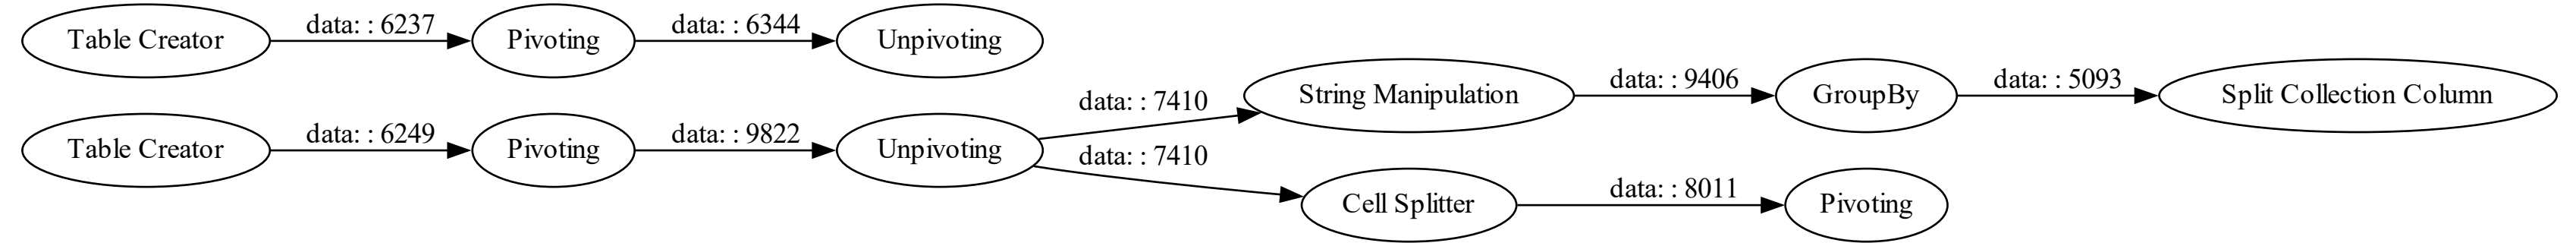 Table Creator
data: : 6237
Pivoting
data: : 6344
Unpivoting
Table Creator
data: : 6249
Pivoting
data: : 9822
Unpivoting
data: : 7410
String Manipulation
data: : 9406
GroupBy
data: : 5093
Split Collection Column
data: : 7410
Cell Splitter
data: : 8011
Pivoting